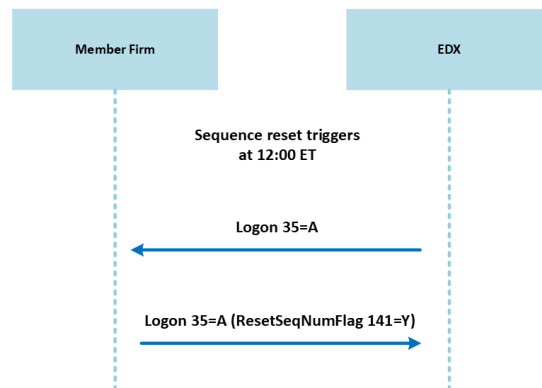 Member Firm
EDX
Sequence reset triggers
at 12:00 ET
Logon 35=A
Logon 35=A (ResetSeqNumFlag 141=Y)